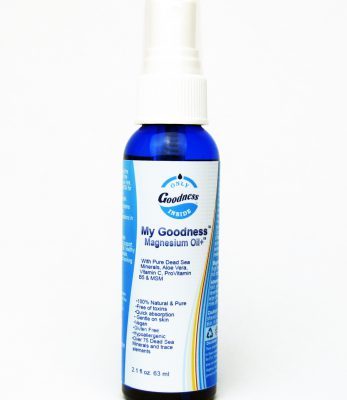 ONLY
Goodness
INSIDE
My Goodness™
Magnesium Oil+™
With Pure Dead Sea
Minerals, Aloe Vera,
Vitamin C, ProVitamin
B5 & MSM
•100% Natural & Pure
•Free of toxins
•Quick absorption
• Gentle on skin
•Vegan
•Gluten Free
•Hypoallergenic
•Over 75 Dead Sea
Minerals and trace
elements
2.1 fl. oz. 63 ml